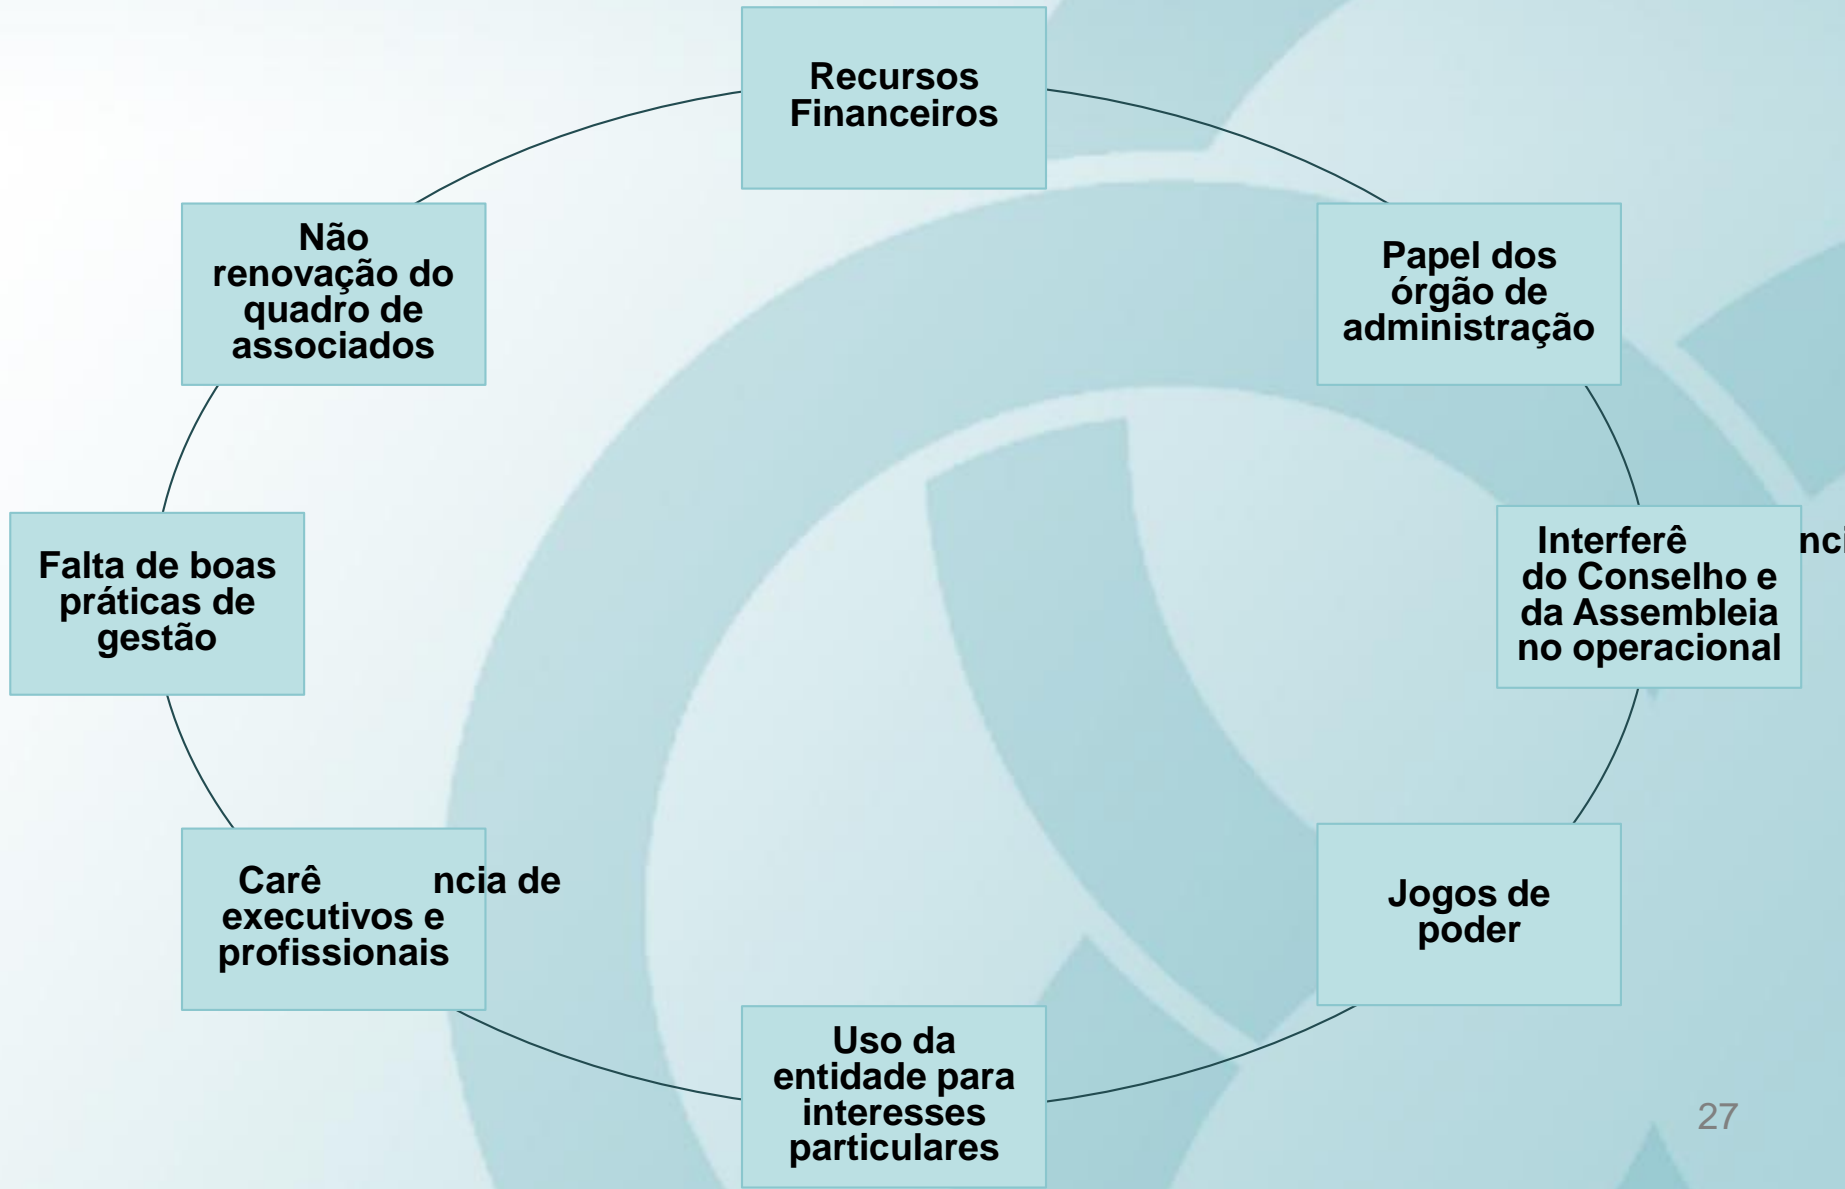 Recursos
Financeiros
Não
renovação do
quadro de
associados
Papel dos
órgão de
administração
Falta de boas
práticas de
gestão
Interferê nci
do Conselho e
da Assembleia
no operacional
Carê ncia de
executivos e
profissionais
Jogos de
poder
Uso da
entidade para
interesses
particulares
27